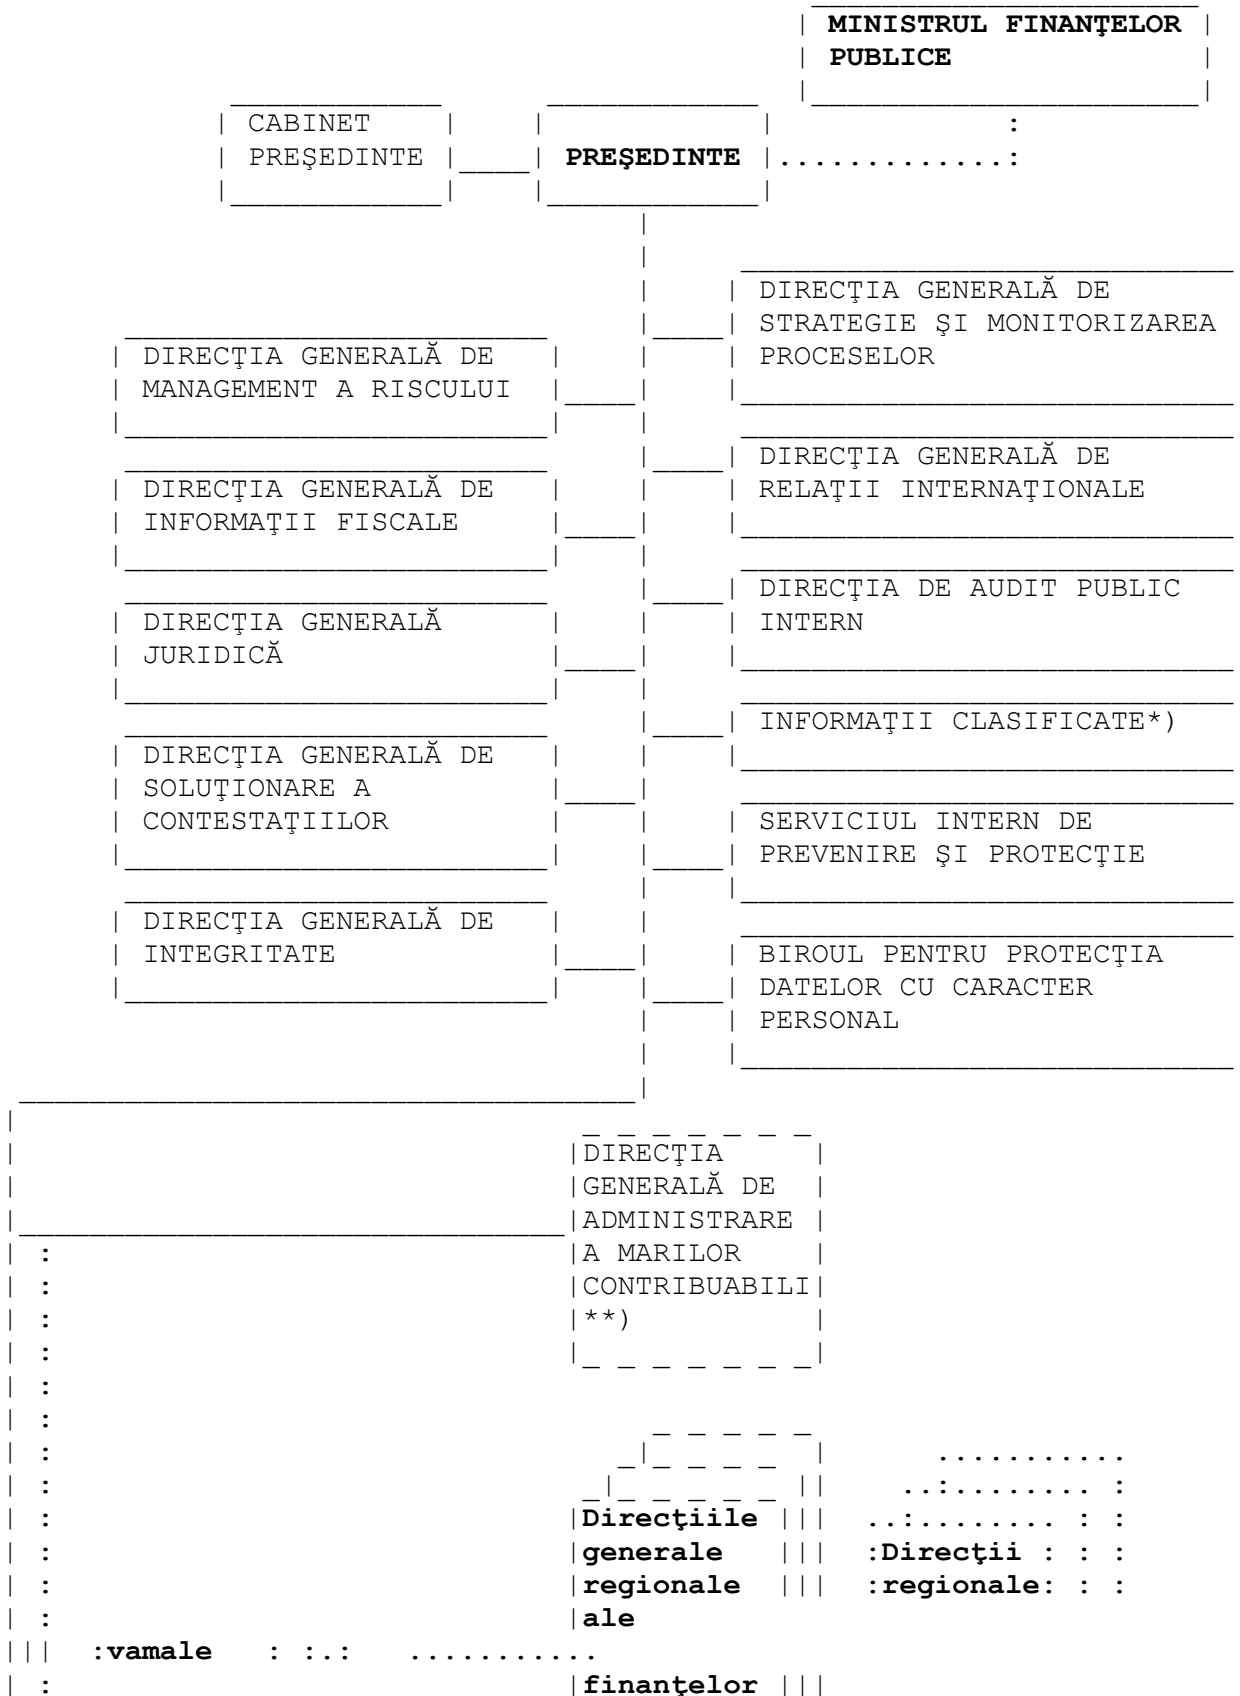 MINISTRUL FINANŢELOR
PUBLICE
CABINET
PREŞEDINTE
PREŞEDINTE
DIRECŢIA GENERALĂ DE
STRATEGIE ŞI MONITORIZAREA
PROCESELOR
DIRECŢIA GENERALĂ DE
MANAGEMENT A RISCULUI
DIRECŢIA GENERALĂ DE
RELAŢII INTERNAŢIONALE
DIRECŢIA GENERALĂ DE
INFORMAŢII FISCALE
DIRECŢIA DE AUDIT PUBLIC
INTERN
DIRECŢIA GENERALĂ
JURIDICĂ
INFORMAŢII CLASIFICATE*)
DIRECŢIA GENERALĂ DE
SOLUŢIONARE A
CONTESTAŢIILOR
SERVICIUL INTERN DE
PREVENIRE ŞI PROTECŢIE
DIRECŢIA GENERALĂ DE
INTEGRITATE
BIROUL PENTRU PROTECŢIA
DATELOR CU CARACTER
PERSONAL
DIRECŢIA
GENERALĂ DE
ADMINISTRARE
A MARILOR
CONTRIBUABILI
**)
Direcţiile
generale
regionale
ale
Direcţii
regionale
vamale
finanţelor